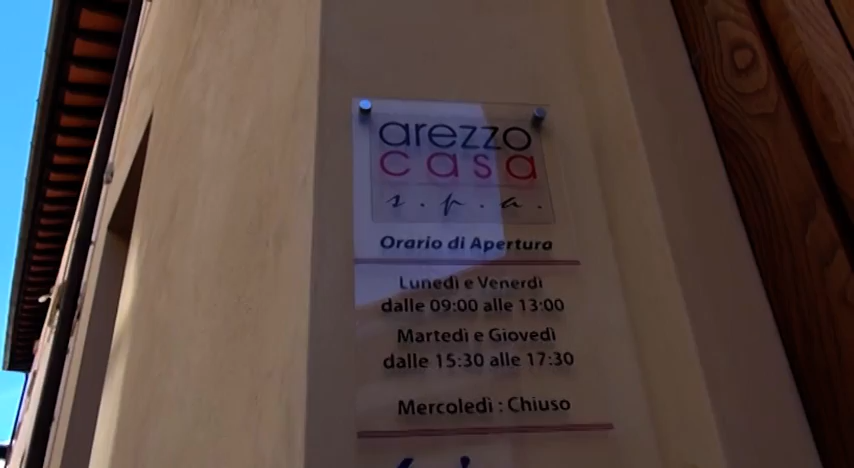 arezzo
casa
s.p.a.
Orario di Apertura
Lunedì e Venerdì
dalle 09:00 alle 13:00
Martedì e Giovedì
dalle 15:30 alle 17:30
Mercoledì : Chiuso